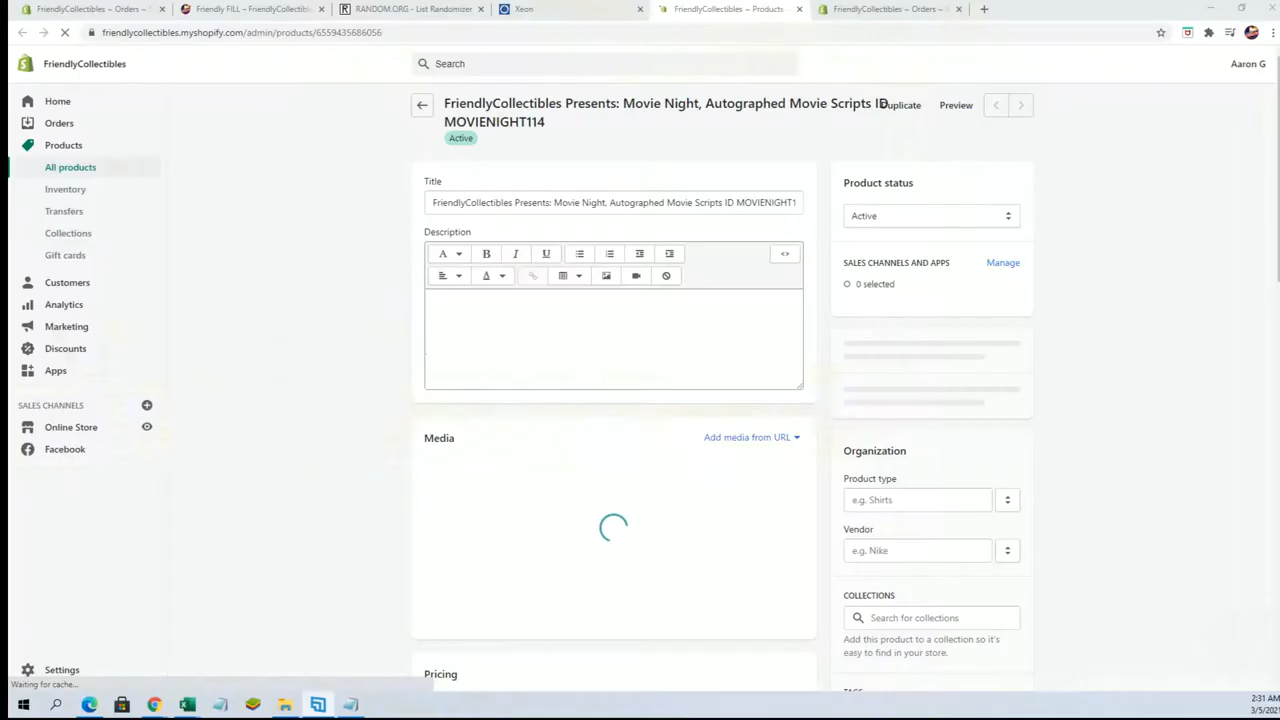 FriendlyCollectibles ~ Orders ~
Friendly FILL – FriendlyCollectible
RANDOM.ORG - List Randomizer
Xeon
FriendlyCollectibles ~ Products ~
FriendlyCollectibles ~ Orders ~
friendlycollectibles.myshopify.com/admin/products/6559435686056
FriendlyCollectibles
Search
Aaron G
Home
Orders
Products
All products
Inventory
Transfers
Collections
Gift cards
Customers
Analytics
Marketing
Discounts
Apps
SALES CHANNELS
Online Store
Facebook
Settings
Waiting for cache...
FriendlyCollectibles Presents: Movie Night, Autographed Movie Scripts ID
MOVIENIGHT114
Active
Duplicate
Preview
Title
FriendlyCollectibles Presents: Movie Night, Autographed Movie Scripts ID MOVIENIGHT1
Description
A
B
I
U
<>
A
Media
Add media from URL
Pricing
Product status
Active
SALES CHANNELS AND APPS
Manage
0 selected
Organization
Product type
e.g. Shirts
Vendor
e.g. Nike
COLLECTIONS
Search for collections
Add this product to a collection so it's
easy to find in your store.
TAGS
2:31 AM
3/5/202